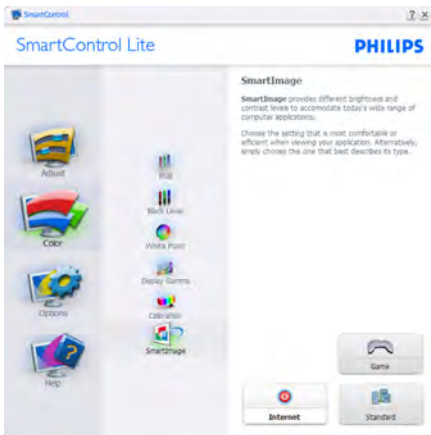 SmartControl
SmartControl Lite
PHILIPS
Adjust
Color
Options
Help
RGB
Black Level
White Point
Display Gamma
Calibration
SmartImage
SmartImage
SmartImage provides different brightness and
contrast levels to accomodate today's wide range of
computer applications.
Choose the setting that is most comfortable or
efficient when viewing your application. Alternatively,
simply choose the one that best describes its type.
Game
Internet
Standard